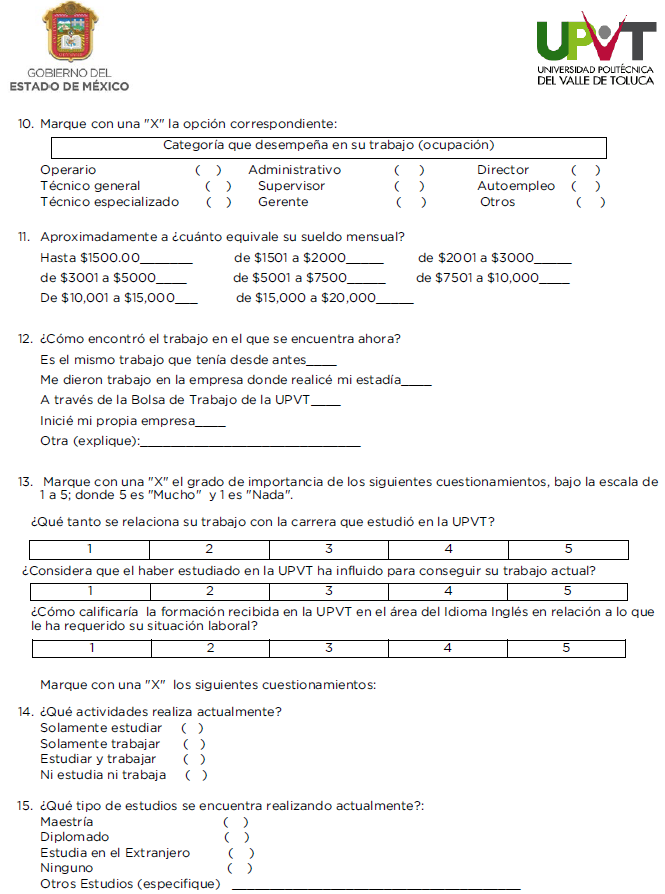 GOBIERNO DEL
ESTADO DE MÉXICO
UPVT
UNIVERSIDAD POLITÉCNICA
DEL VALLE DE TOLUCA
10. Marque con una "X" la opción correspondiente:
Categoría que desempeña en su trabajo (ocupación)
Operario ( ) Administrativo ( ) Director ( )
Técnico general ( ) Supervisor ( ) Autoempleo ( )
Técnico especializado ( ) Gerente ( ) Otros ( )
11. Aproximadamente a ¿cuánto equivale su sueldo mensual?
Hasta $1500.00_______ de $1501 a $2000_____ de $2001 a $3000_____
de $3001 a $5000____ de $5001 a $7500_____ de $7501 a $10,000____
De $10,001 a $15,000___ de $15,000 a $20,000_____
12. ¿Cómo encontró el trabajo en el que se encuentra ahora?
Es el mismo trabajo que tenía desde antes____
Me dieron trabajo en la empresa donde realicé mi estadía____
A través de la Bolsa de Trabajo de la UPVT____
Inicié mi propia empresa____
Otra (explique):_____________________________
13. Marque con una "X" el grado de importancia de los siguientes cuestionamientos, bajo la escala de
1 a 5; donde 5 es "Mucho" y 1 es "Nada".
¿Qué tanto se relaciona su trabajo con la carrera que estudió en la UPVT?
1 2 3 4 5
¿Considera que el haber estudiado en la UPVT ha influido para conseguir su trabajo actual?
1 2 3 4 5
¿Cómo calificaría la formación recibida en la UPVT en el área del Idioma Inglés en relación a lo que
le ha requerido su situación laboral?
1 2 3 4 5
Marque con una "X" los siguientes cuestionamientos:
14. ¿Qué actividades realiza actualmente?
Solamente estudiar ( )
Solamente trabajar ( )
Estudiar y trabajar ( )
Ni estudia ni trabaja ( )
15. ¿Qué tipo de estudios se encuentra realizando actualmente?:
Maestría ( )
Diplomado ( )
Estudia en el Extranjero ( )
Ninguno ( )
Otros Estudios (especifique) ______________________________________